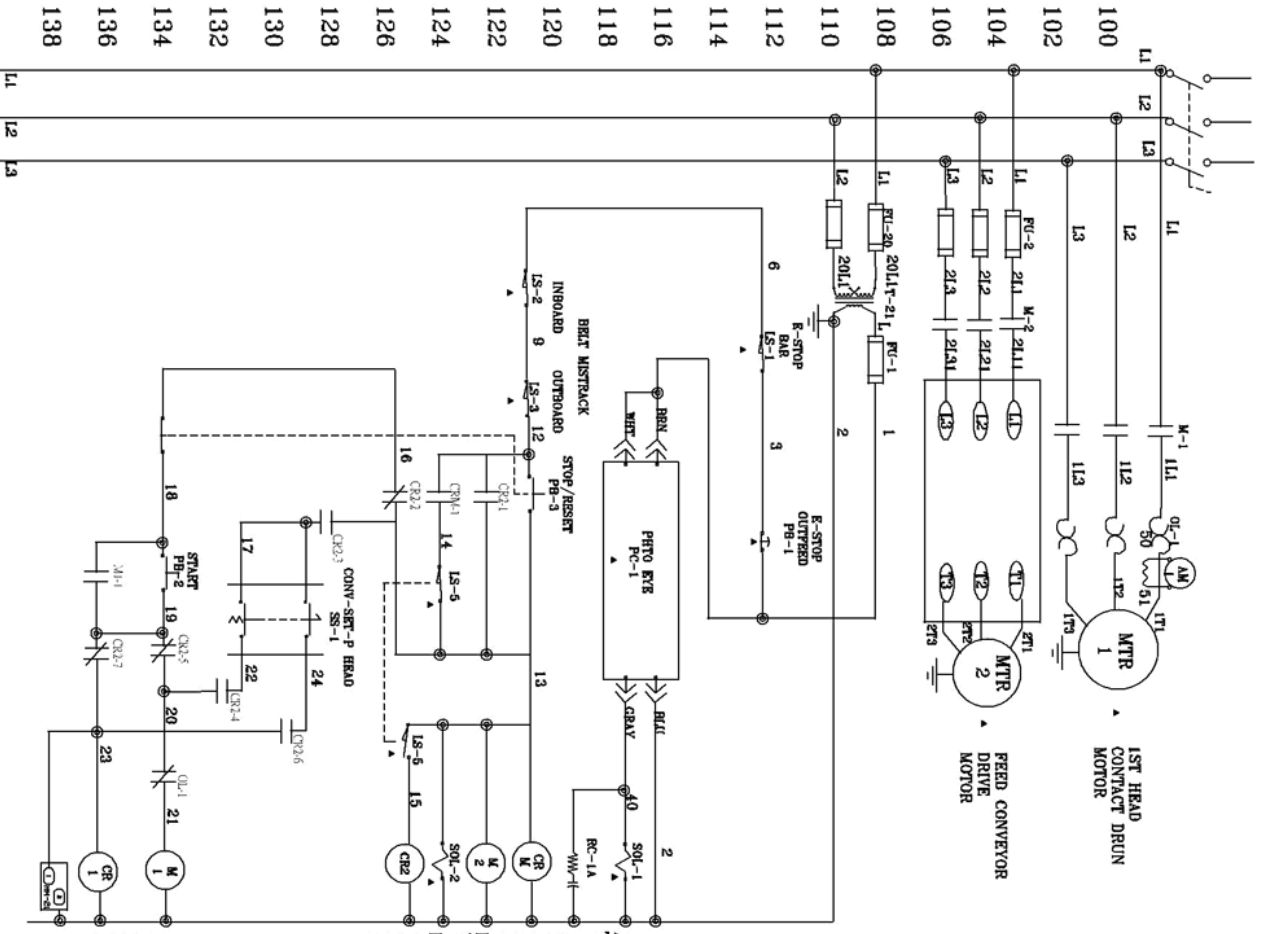 100
102
104
106
108
110
112
114
116
118
120
122
124
126
128
130
132
134
136
138
L1
L2
L3
L1
L2
L3
L1
M-1
1L1
OL-1
50
51
AM
1T1
L2
1L2
1T2
MTR
1
1ST HEAD
CONTACT DRUN
MOTOR
L3
1L3
1T3
L1
FU-2
2L1
M-2
2L11
L1
T1
2T1
L2
2L2
2L21
L2
T2
2T2
MTR
2
FEED CONVEYOR
DRIVE
MOTOR
L3
2L3
2L31
L3
T3
2T3
L1
FU-20
20L1
T-21
L
FU-1
1
L2
20L1
2
6
E-STOP
BAR
LS-1
3
E-STOP
OUTFEED
PB-1
BRN
WHT
PHTO EYE
PC-1
BLU
2
GRAY
40
SOL-1
RC-1A
BELT MISTRACK
INBOARD
LS-2
9
OUTBOARD
LS-3
12
STOP/RESET
PB-3
13
CR
M
CR2-1
M
2
CRM-1
14
LS-5
SOL-2
LS-6
15
CR2
16
CR2-2
CR2-3
CONV-SET-P HEAD
SS-1
24
CR2-6
17
22
CR2-4
18
START
PB-2
19
CR2-5
20
OL-1
21
M
1
M1-1
CR2-7
23
CR
1